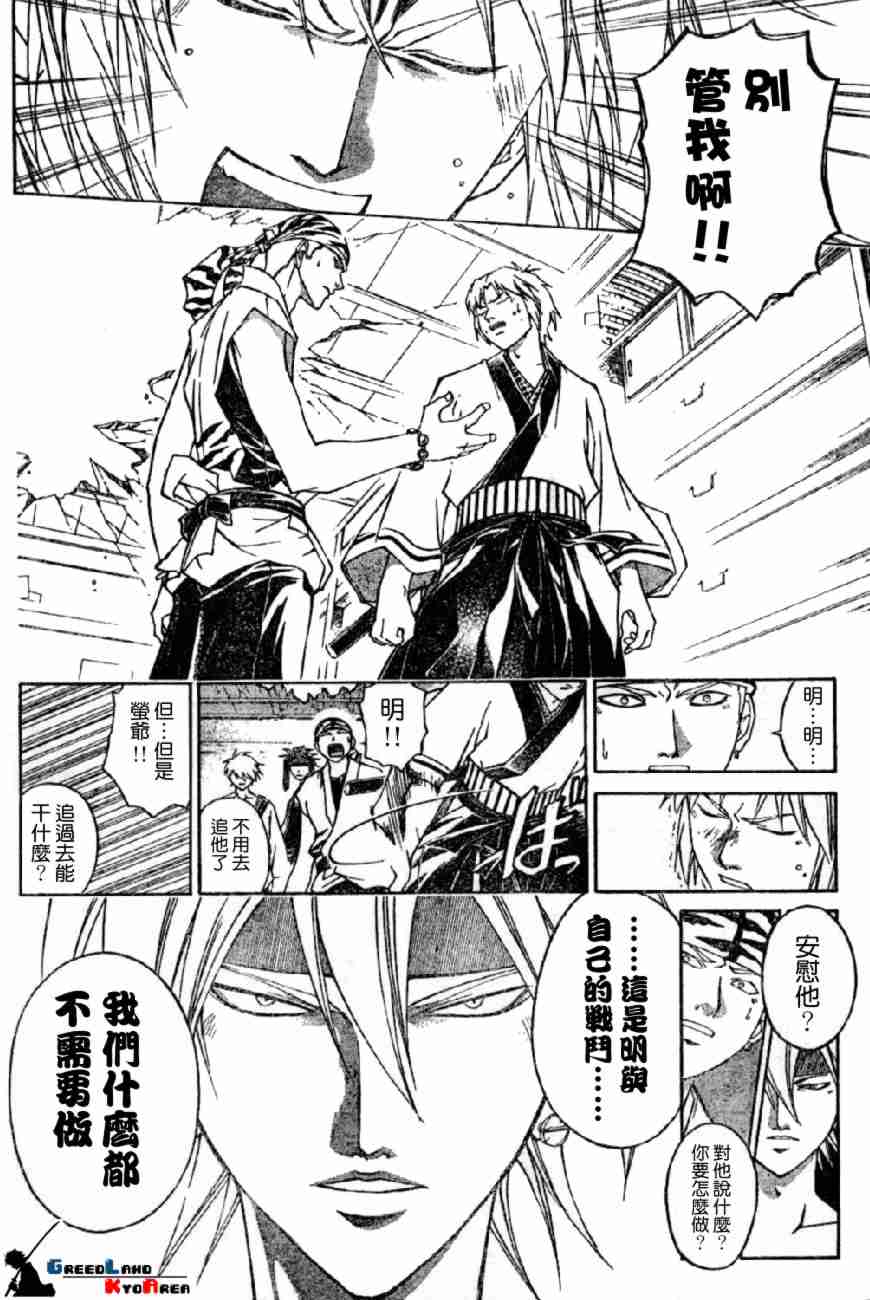 別
管我啊!!
明…明…
明!!
不用去
追他了
ばっ
但…但是
螢爺!!
追過去能
干什麼?
安慰他?
對他說什麼?
你要怎麼做?
……這是明與
自己的戰鬥……
我們什麼都
不需要做
GREEDLAND
KYOAREA